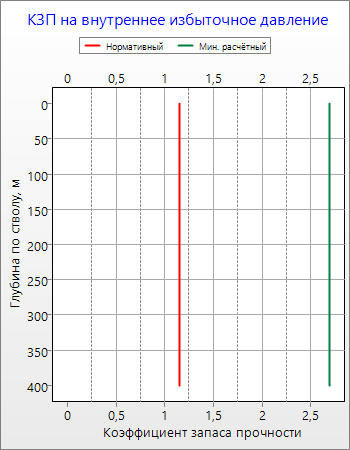 КЗП на внутреннее избыточное давление
Нормативный Мин. расчётный
0 0,5 1 1,5 2 2,5
0
50
100
150
200
250
300
350
400
Глубина по стволу, м
0 0,5 1 1,5 2 2,5
Коэффициент запаса прочности